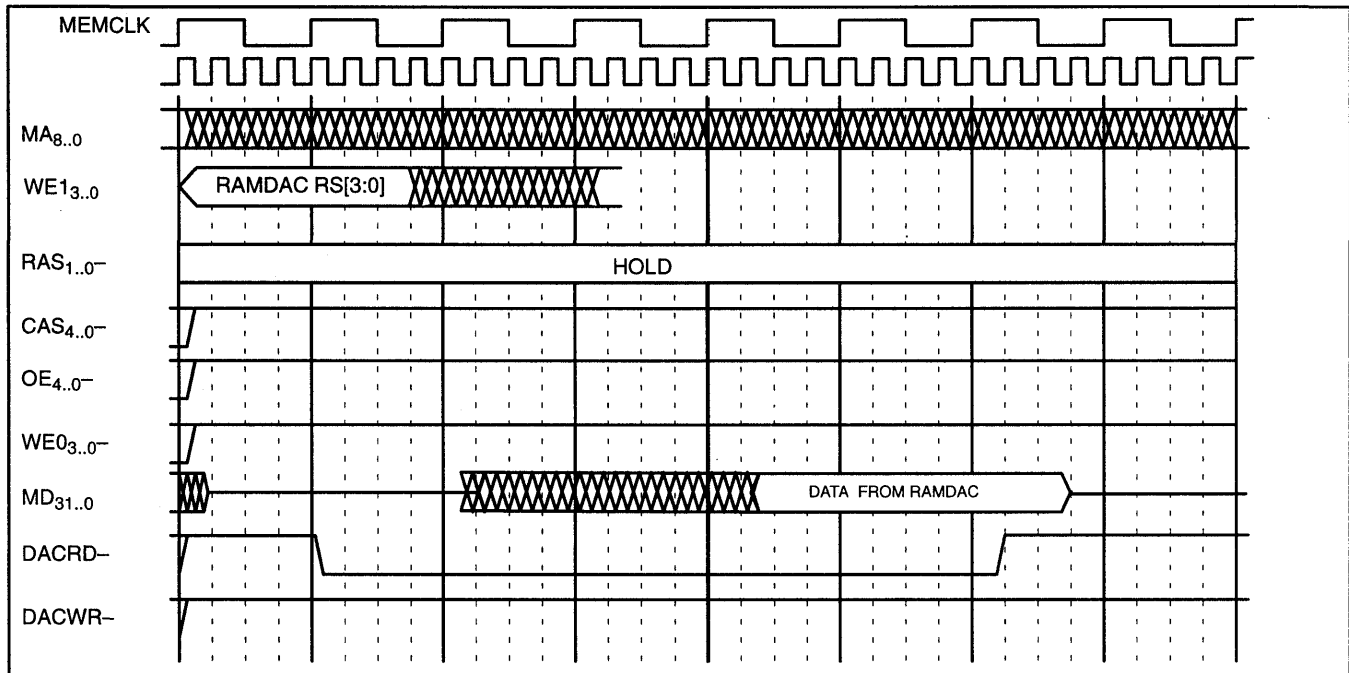 MEMCLK
MA8..0
WE13..0
RAMDAC RS[3:0]
RAS1..0–
HOLD
CAS4..0–
OE4..0–
WE03..0–
MD31..0
DATA FROM RAMDAC
DACRD–
DACWR–